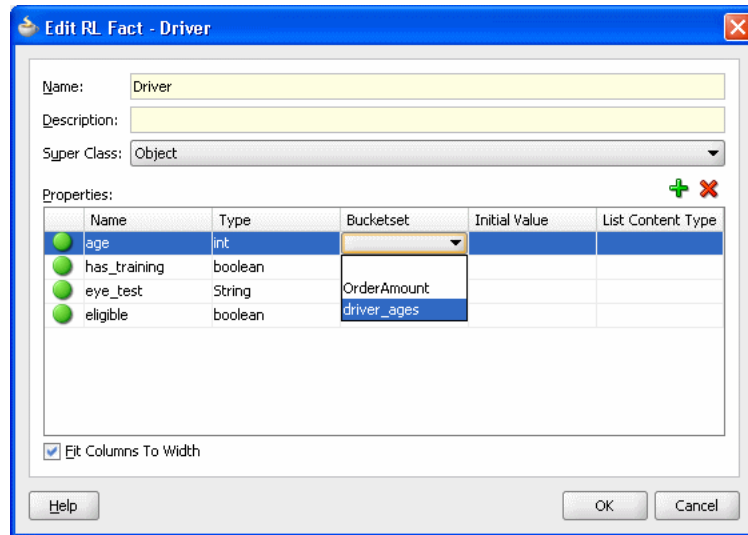 Edit RL Fact - Driver
Name: Driver
Description:
Super Class: Object
Properties:
Name Type Bucketset Initial Value List Content Type
age int
has_training boolean
OrderAmount
eye_test String
driver_ages
eligible boolean
Fit Columns To Width
Help OK Cancel